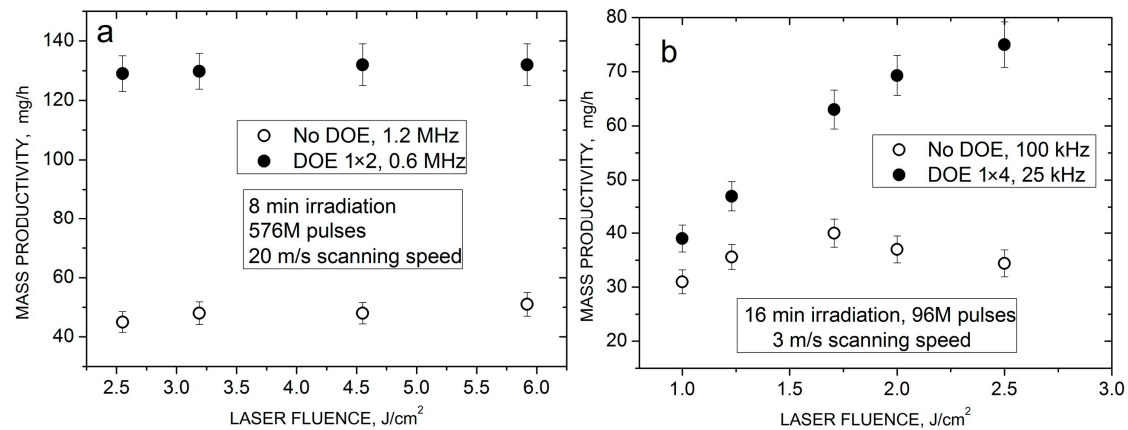 a
MASS PRODUCTIVITY, mg/h
140
120
100
80
60
40
No DOE, 1.2 MHz
DOE 1×2, 0.6 MHz
8 min irradiation
576M pulses
20 m/s scanning speed
2.5 3.0 3.5 4.0 4.5 5.0 5.5 6.0
LASER FLUENCE, J/cm²
b
MASS PRODUCTIVITY, mg/h
80
70
60
50
40
30
20
No DOE, 100 kHz
DOE 1×4, 25 kHz
16 min irradiation, 96M pulses
3 m/s scanning speed
1.0 1.5 2.0 2.5 3.0
LASER FLUENCE, J/cm²